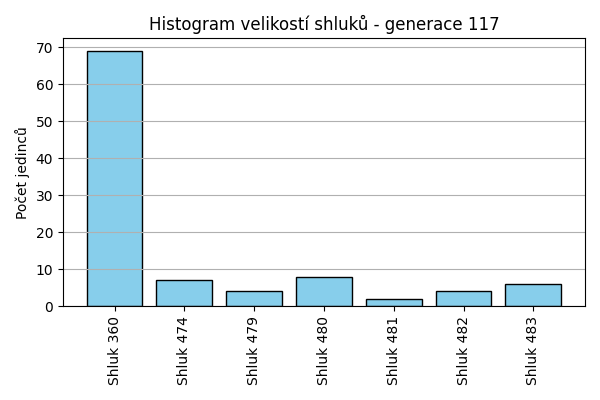 Histogram velikostí shluků - generace 117
Počet jedinců
70
60
50
40
30
20
10
0
Shluk 360
Shluk 474
Shluk 479
Shluk 480
Shluk 481
Shluk 482
Shluk 483